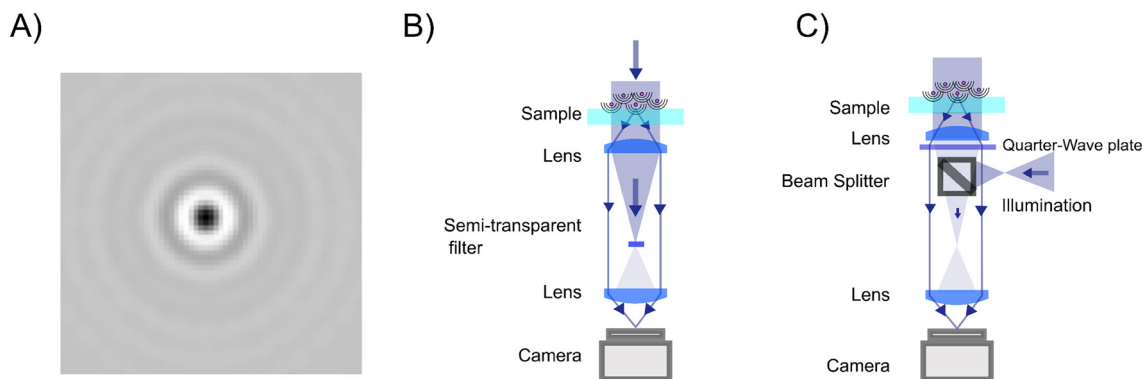 A)
B)
Sample
Lens
Semi-transparent
filter
Lens
Camera
C)
Sample
Lens
Quarter-Wave plate
Beam Splitter
Illumination
Lens
Camera